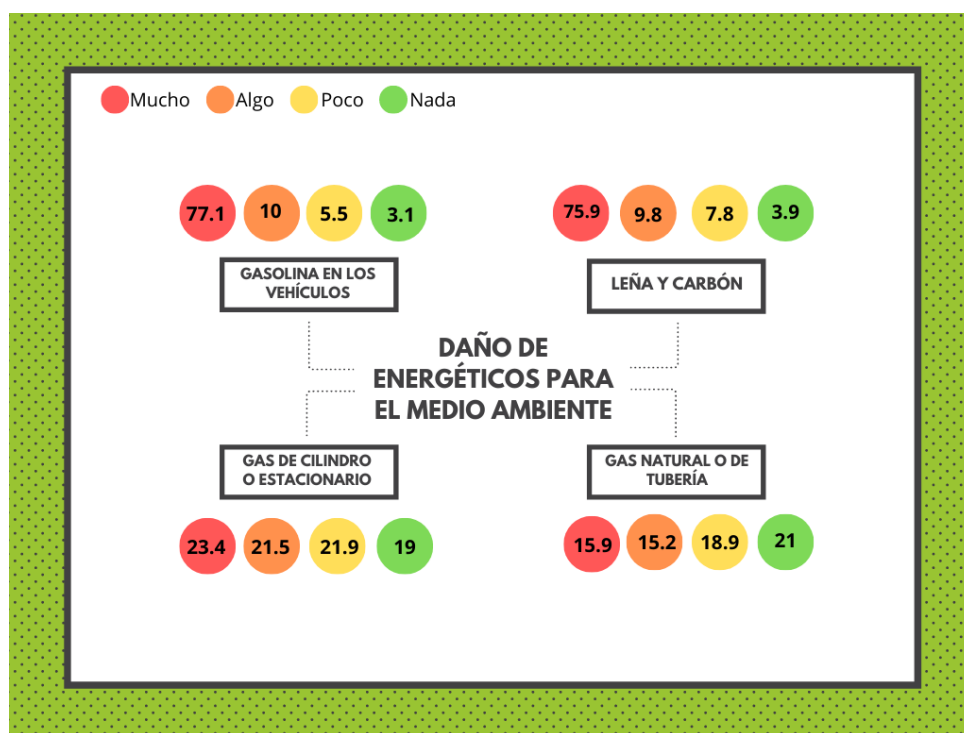 Mucho Algo Poco Nada
77.1 10 5.5 3.1
75.9 9.8 7.8 3.9
GASOLINA EN LOS
VEHÍCULOS
LEÑA Y CARBÓN
DAÑO DE
ENERGÉTICOS PARA
EL MEDIO AMBIENTE
GAS DE CILINDRO
O ESTACIONARIO
GAS NATURAL O DE
TUBERÍA
23.4 21.5 21.9 19
15.9 15.2 18.9 21